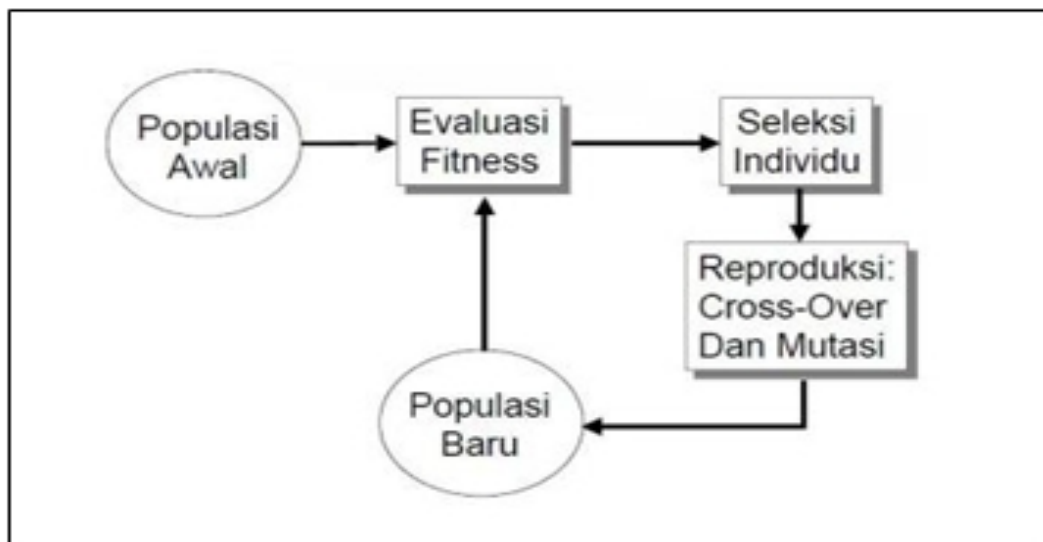 Populasi
Awal
Evaluasi
Fitness
Seleksi
Individu
Reproduksi:
Cross-Over
Dan Mutasi
Populasi
Baru